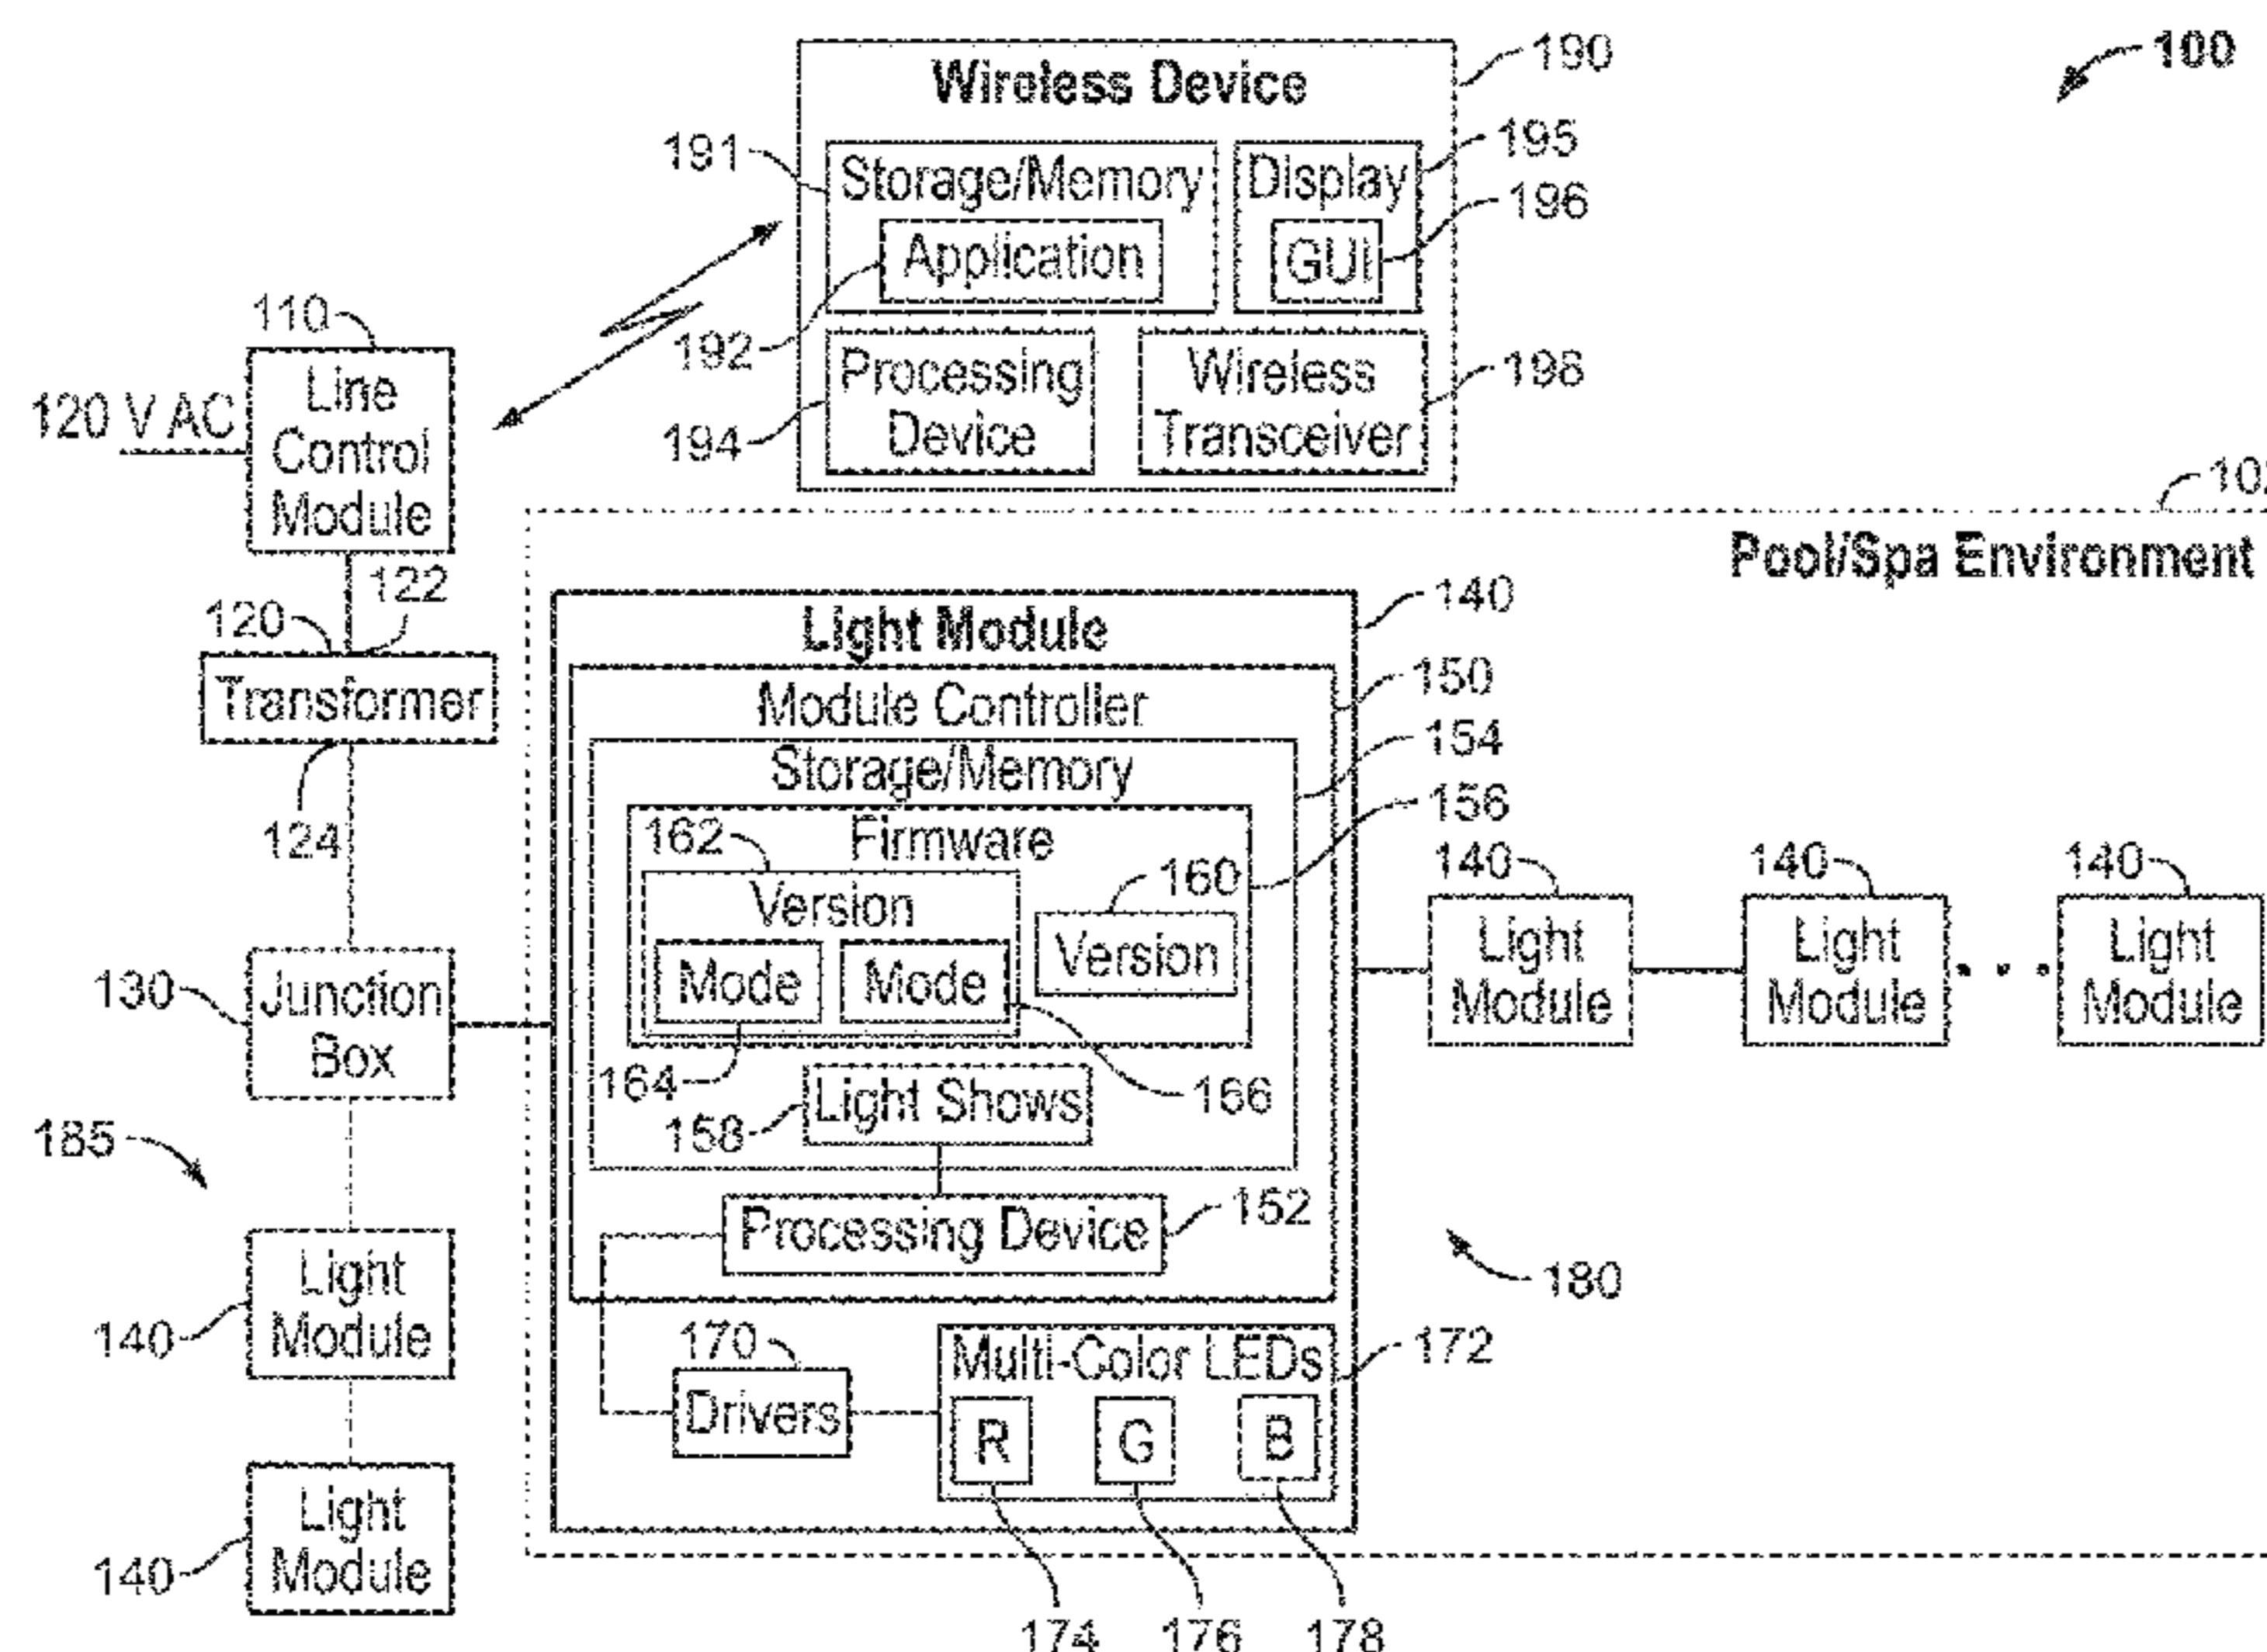 100
Wireless Device
190
191
Storage/Memory
Application
192
Display
195
GUI
196
Processing
Device
194
Wireless
Transceiver
198
110
120 V AC
Line
Control
Module
122
120
Transformer
124
130
Junction
Box
185
Light
Module
140
Light
Module
140
Pool/Spa Environment
Light Module
140
Module Controller
150
Storage/Memory
154
Firmware
156
162
Version
160
Version
Mode
Mode
164
166
158
Light Shows
Processing Device
152
180
170
Drivers
Multi-Color LEDs
172
R
G
B
174
176
178
140
Light
Module
140
Light
Module
140
Light
Module